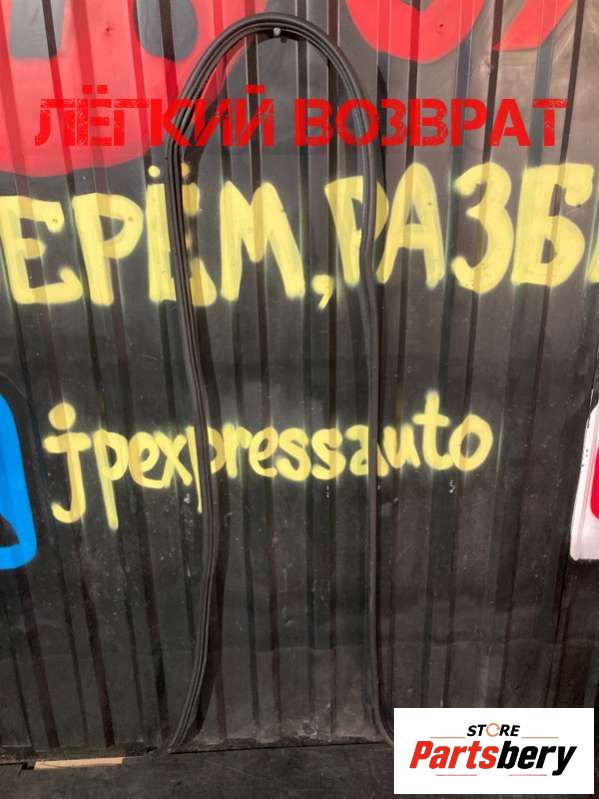 ЛЁГКИЙ ВОЗВРАТ
ЕРЁМ, РАЗБ
jpexpressauto
STORE
Partsbery